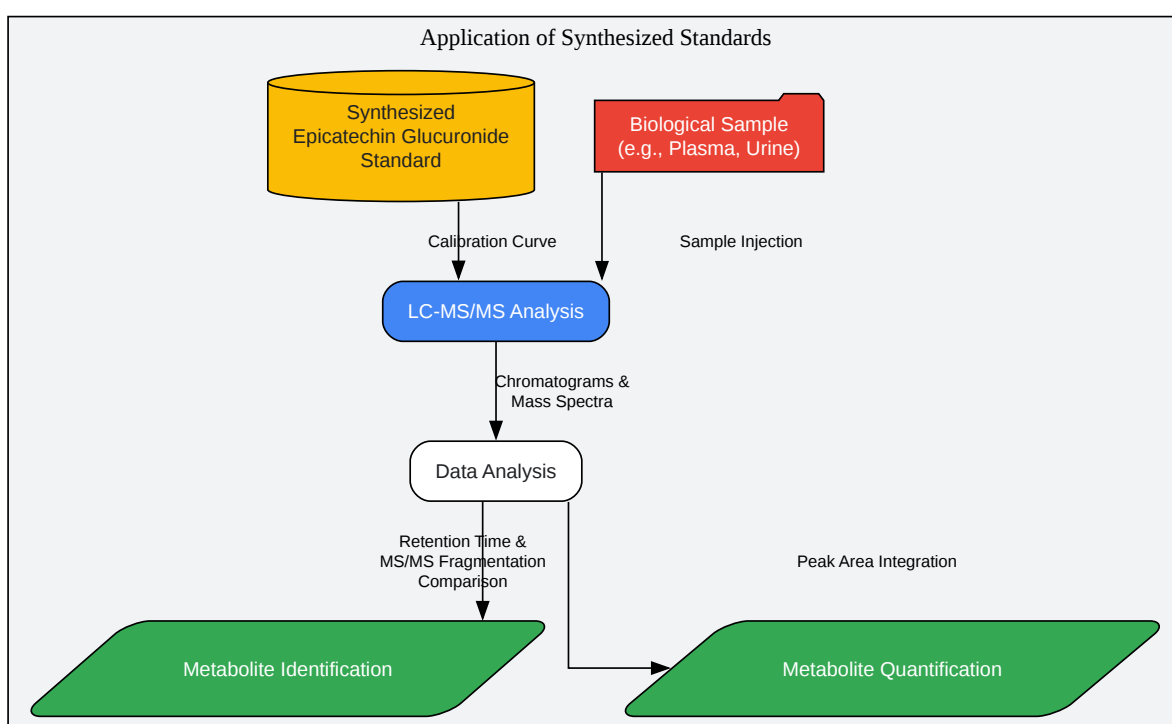 Application of Synthesized Standards
Synthesized
Epicatechin Glucuronide
Standard
Biological Sample
(e.g., Plasma, Urine)
Calibration Curve
Sample Injection
LC-MS/MS Analysis
Chromatograms &
Mass Spectra
Data Analysis
Retention Time &
MS/MS Fragmentation
Comparison
Peak Area Integration
Metabolite Identification
Metabolite Quantification